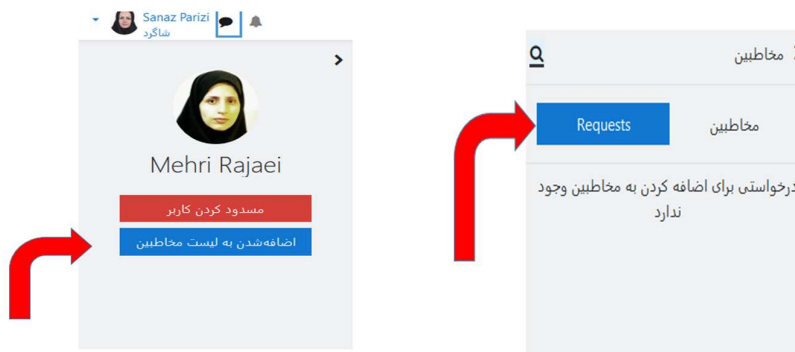 Sanaz Parizi
شاگرد
Mehri Rajaei
مسدود کردن کاربر
اضافه‌شدن به لیست مخاطبین
مخاطبین
Requests
مخاطبین
درخواستی برای اضافه کردن به مخاطبین وجود
ندارد